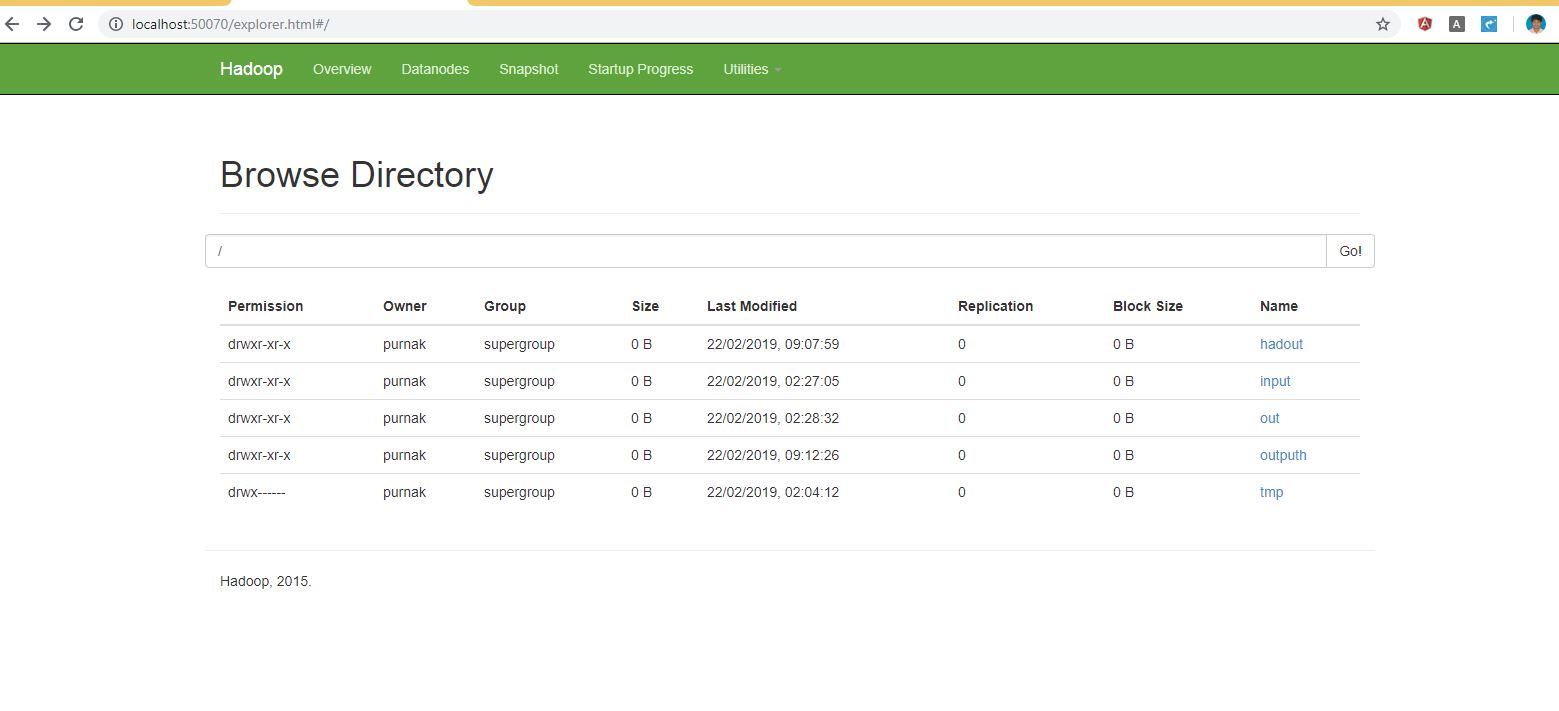 localhost:50070/explorer.html#/
A A
Hadoop Overview Datanodes Snapshot Startup Progress Utilities
Browse Directory
/ Go!
Permission Owner Group Size Last Modified Replication Block Size Name
drwxr-xr-x purnak supergroup 0 B 22/02/2019, 09:07:59 0 0 B hadout
drwxr-xr-x purnak supergroup 0 B 22/02/2019, 02:27:05 0 0 B input
drwxr-xr-x purnak supergroup 0 B 22/02/2019, 02:28:32 0 0 B out
drwxr-xr-x purnak supergroup 0 B 22/02/2019, 09:12:26 0 0 B outputh
drwx------ purnak supergroup 0 B 22/02/2019, 02:04:12 0 0 B tmp
Hadoop, 2015.